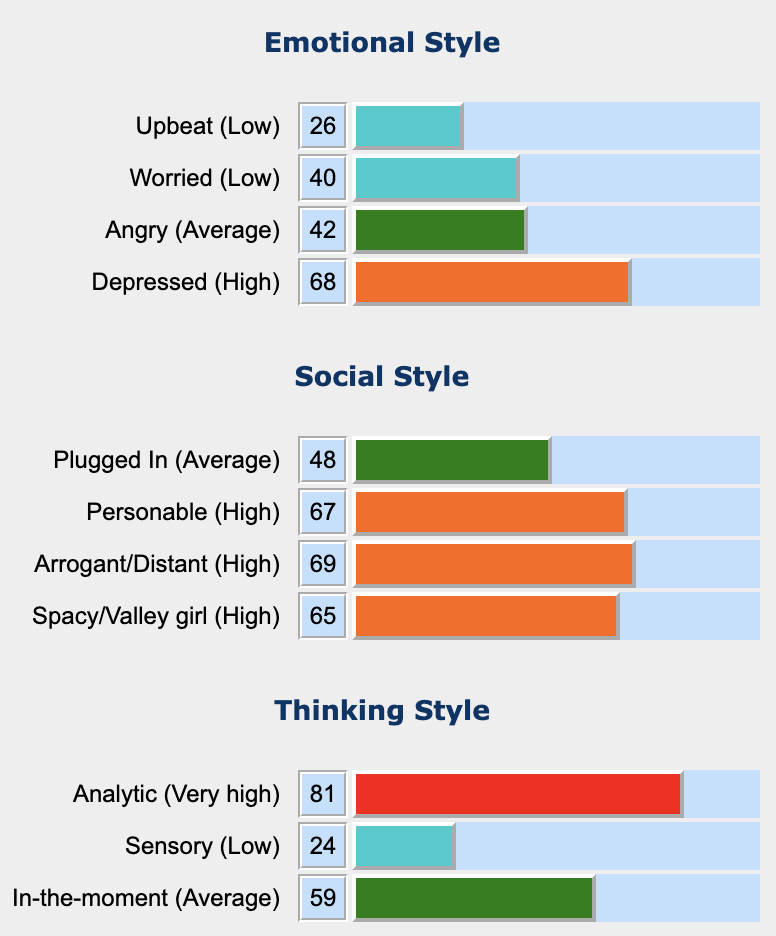 Emotional Style
Upbeat (Low) 26
Worried (Low) 40
Angry (Average) 42
Depressed (High) 68
Social Style
Plugged In (Average) 48
Personable (High) 67
Arrogant/Distant (High) 69
Spacy/Valley girl (High) 65
Thinking Style
Analytic (Very high) 81
Sensory (Low) 24
In-the-moment (Average) 59